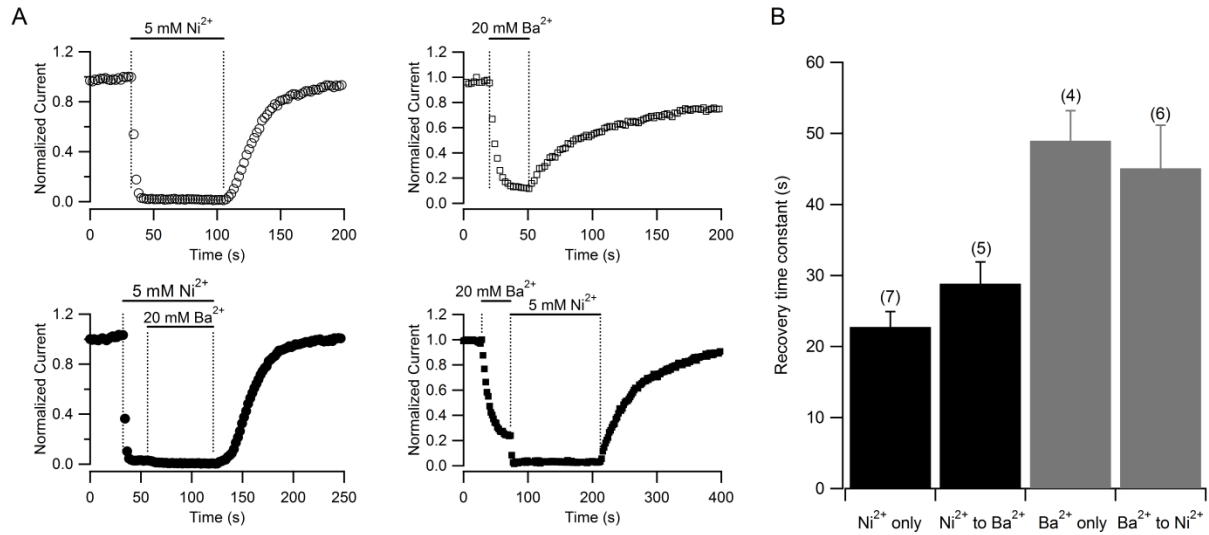 A
5 mM Ni²⁺
Normalized Current
1.2
0.8
0.4
0.0
0 50 100 150 200
Time (s)
20 mM Ba²⁺
Normalized Current
1.2
1.0
0.8
0.6
0.4
0.2
0.0
0 50 100 150 200
Time (s)
5 mM Ni²⁺
20 mM Ba²⁺
Normalized Current
1.2
0.8
0.4
0.0
0 50 100 150 200 250
Time (s)
20 mM Ba²⁺
5 mM Ni²⁺
Normalized Current
1.2
1.0
0.8
0.6
0.4
0.2
0.0
0 100 200 300 400
Time (s)
B
Recovery time constant (s)
60
50
40
30
20
10
0
(7)
(5)
(4)
(6)
Ni²⁺ only
Ni²⁺ to Ba²⁺
Ba²⁺ only
Ba²⁺ to Ni²⁺